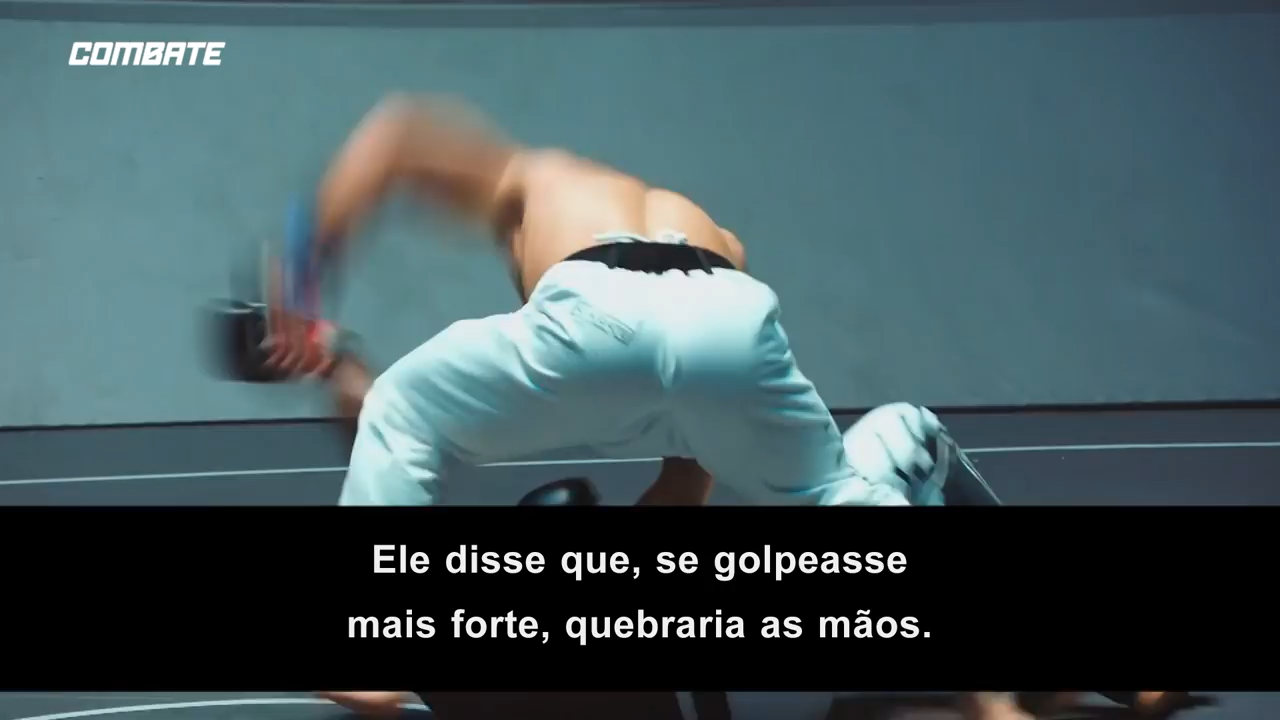 COMBATE
Ele disse que, se golpeasse
mais forte, quebraria as mãos.